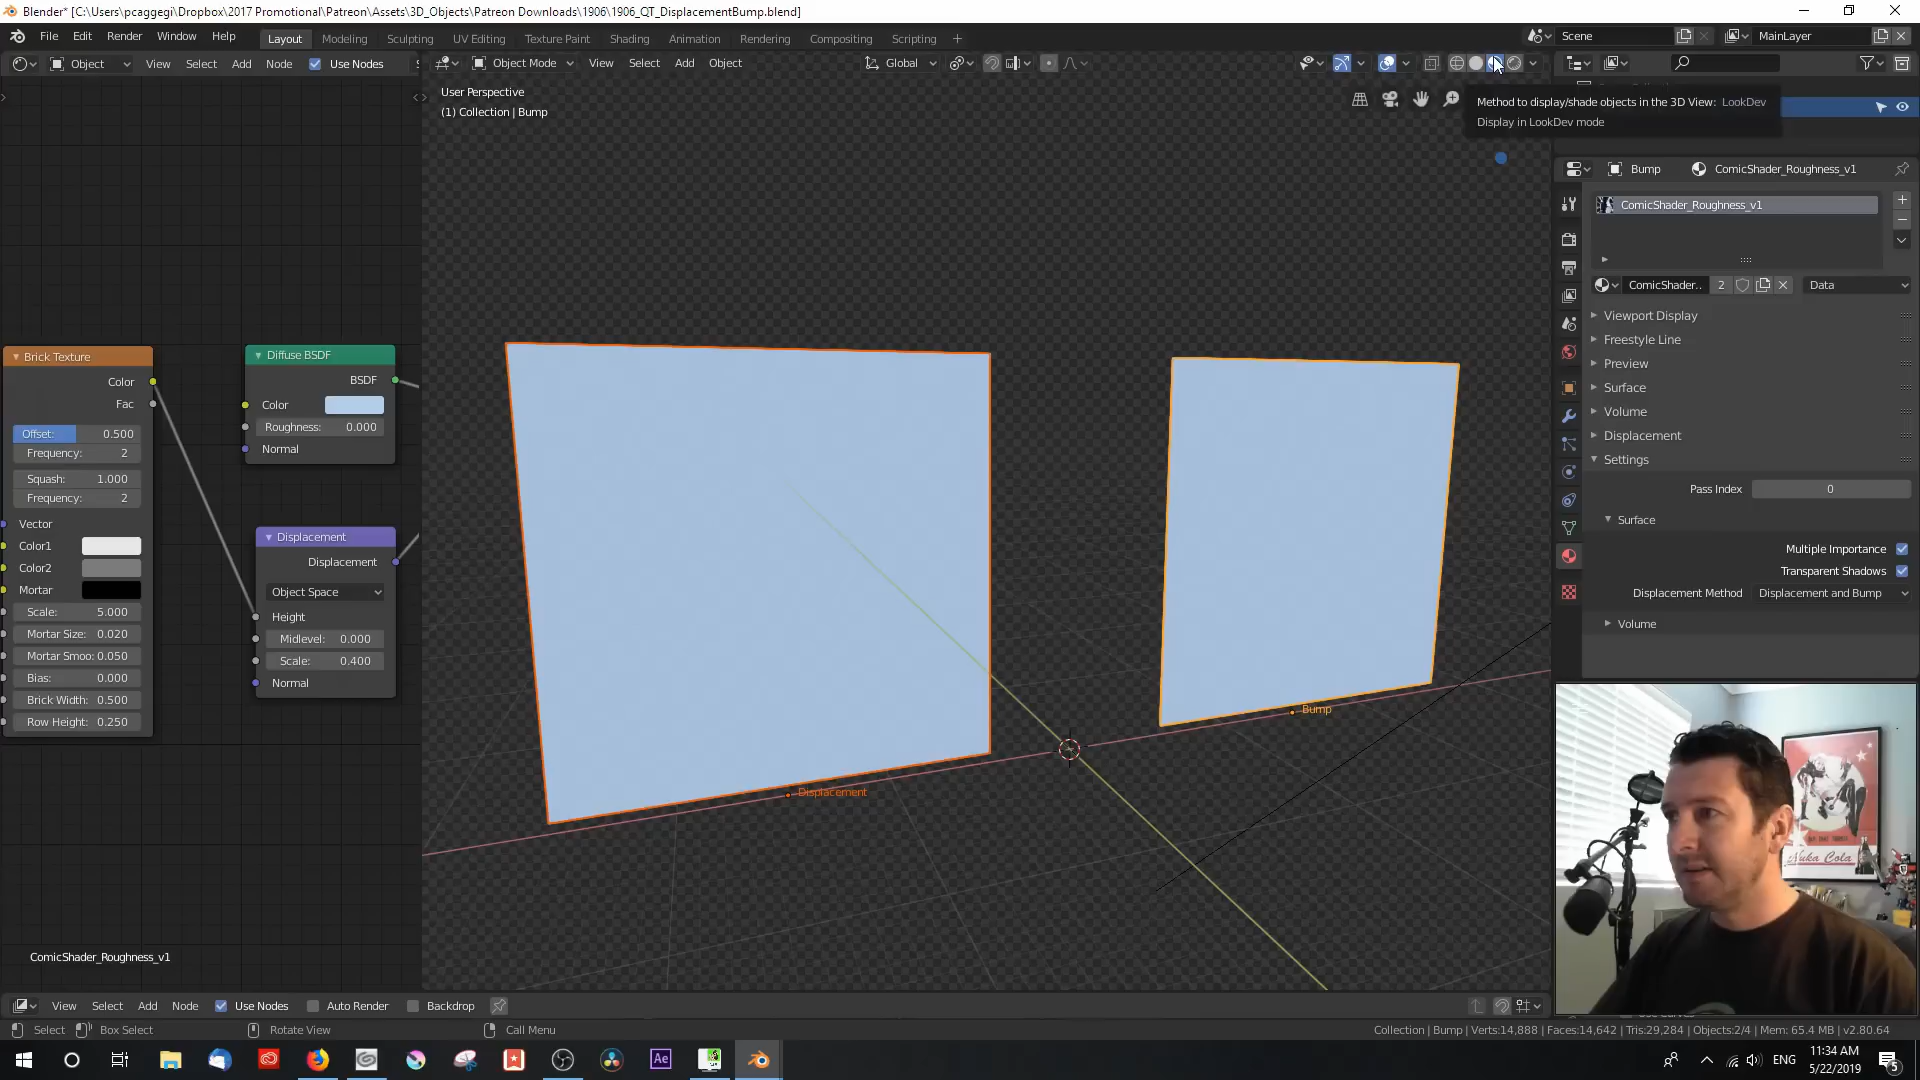 Blender* [C:\Users\pcaggegi\Dropbox\2017 Promotional\Patreon\Assets\3D_Objects\Patreon Downloads\1906\1906_QT_DisplacementBump.blend]
File Edit Render Window Help Layout Modeling Sculpting UV Editing Texture Paint Shading Animation Rendering Compositing Scripting + Scene MainLayer
Object View Select Add Node Use Nodes S Object Mode View Select Add Object Global
User Perspective
(1) Collection | Bump
Method to display/shade objects in the 3D View: LookDev
Display in LookDev mode
Bump ComicShader_Roughness_v1
ComicShader_Roughness_v1
ComicShader.. 2 Data
Viewport Display
Freestyle Line
Preview
Surface
Volume
Displacement
Settings
Pass Index 0
Surface
Multiple Importance
Transparent Shadows
Displacement Method Displacement and Bump
Volume
Brick Texture
Color
Fac
Offset: 0.500
Frequency: 2
Squash: 1.000
Frequency: 2
Vector
Color1
Color2
Mortar
Scale: 5.000
Mortar Size: 0.020
Mortar Smoo: 0.050
Bias: 0.000
Brick Width: 0.500
Row Height: 0.250
Diffuse BSDF
BSDF
Color
Roughness: 0.000
Normal
Displacement
Displacement
Object Space
Height
Midlevel: 0.000
Scale: 0.400
Normal
Bump
Displacement
Nuka Cola
ComicShader_Roughness_v1
View Select Add Node Use Nodes Auto Render Backdrop
Select Box Select Rotate View Call Menu Collection | Bump | Verts:14,888 | Faces:14,642 | Tris:29,284 | Objects:2/4 | Mem: 65.4 MB | v2.80.64
Ae
ENG
11:34 AM
5/22/2019
5